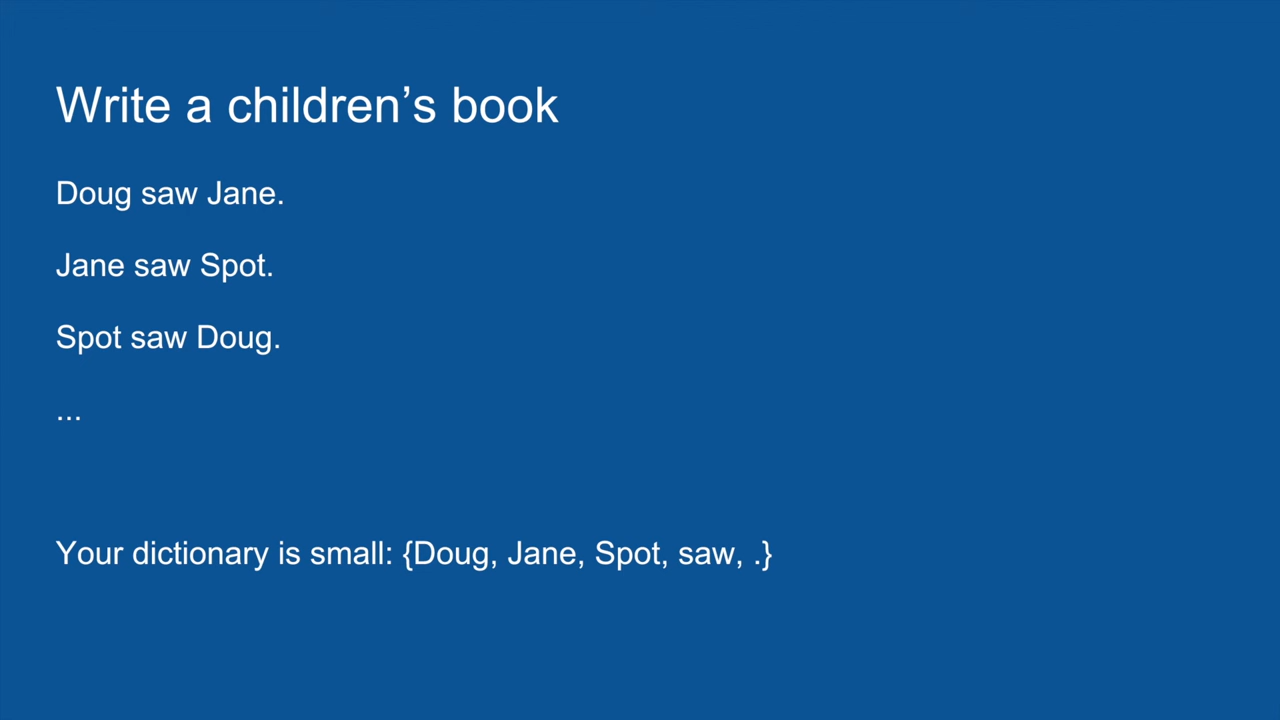 Write a children’s book
Doug saw Jane.
Jane saw Spot.
Spot saw Doug.
...
Your dictionary is small: {Doug, Jane, Spot, saw, .}